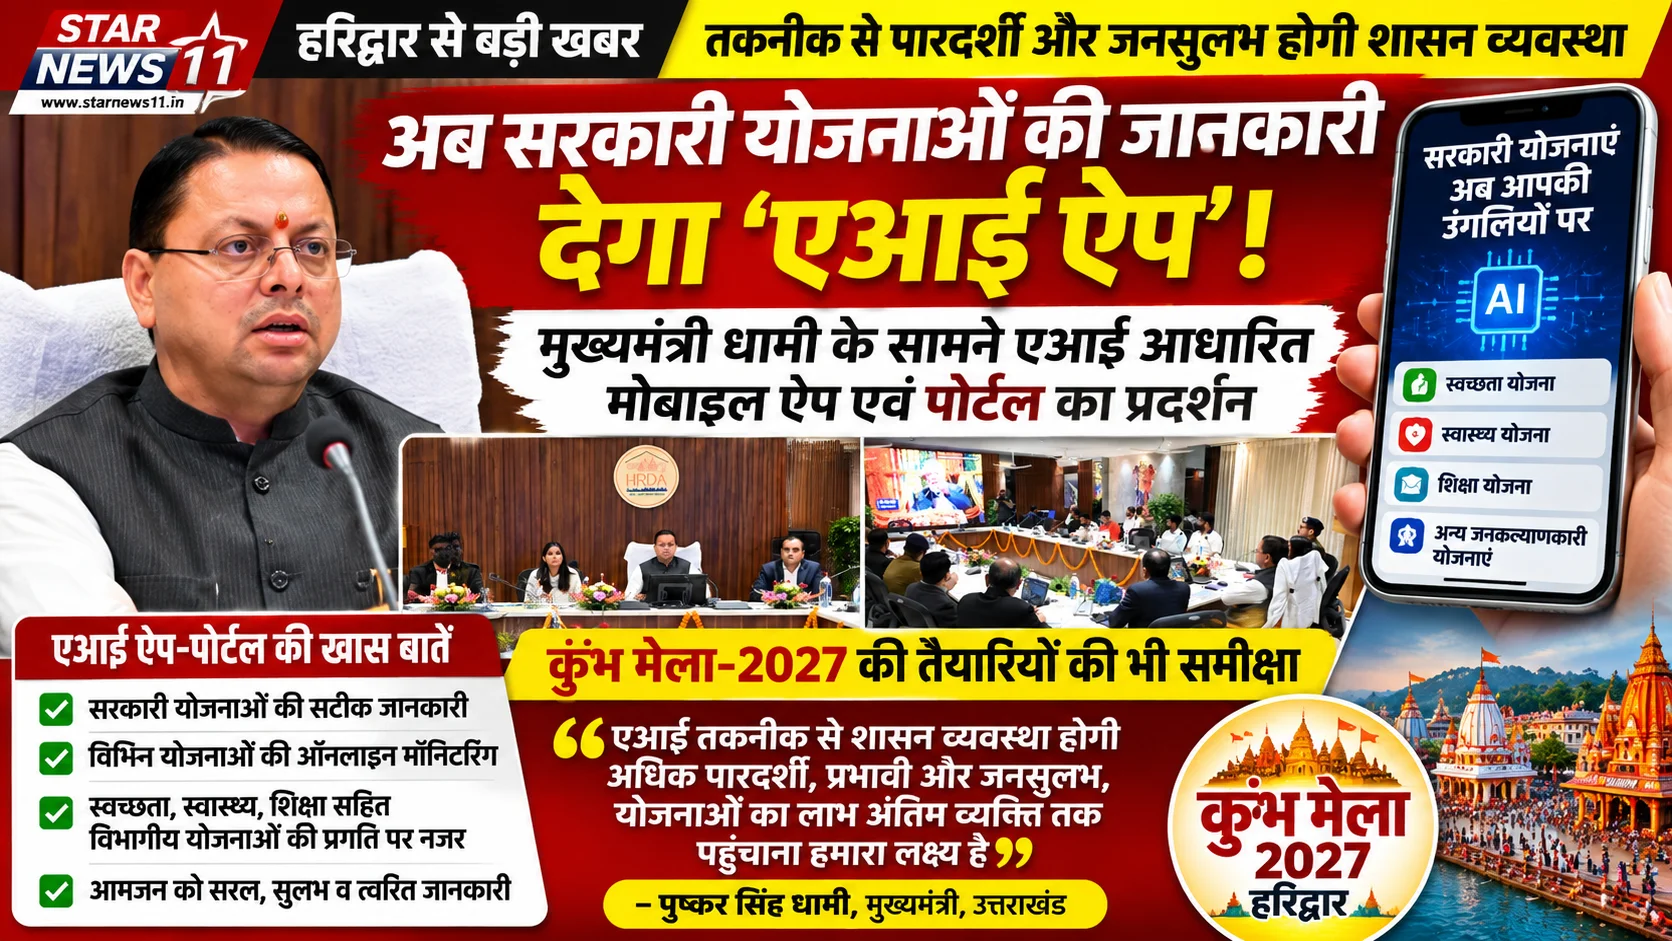 STAR
NEWS 11
www.starnews11.in
हरिद्वार से बड़ी खबर
तकनीक से पारदर्शी और जनसुलभ होगी शासन व्यवस्था
अब सरकारी योजनाओं की जानकारी
देगा ‘एआई ऐप’!
मुख्यमंत्री धामी के सामने एआई आधारित
मोबाइल ऐप एवं पोर्टल का प्रदर्शन
सरकारी योजनाएं
अब आपकी
उंगलियों पर
AI
स्वच्छता योजना
स्वास्थ्य योजना
शिक्षा योजना
अन्य जनकल्याणकारी
योजनाएं
HRDA
एआई ऐप-पोर्टल की खास बातें
सरकारी योजनाओं की सटीक जानकारी
विभिन योजनाओं की ऑनलाइन मॉनिटरिंग
स्वच्छता, स्वास्थ्य, शिक्षा सहित
विभागीय योजनाओं की प्रगति पर नजर
आमजन को सरल, सुलभ व त्वरित जानकारी
कुंभ मेला-2027 की तैयारियों की भी समीक्षा
“एआई तकनीक से शासन व्यवस्था होगी
अधिक पारदर्शी, प्रभावी और जनसुलभ,
योजनाओं का लाभ अंतिम व्यक्ति तक
पहुंचाना हमारा लक्ष्य है”
– पुष्कर सिंह धामी, मुख्यमंत्री, उत्तराखंड
कुंभ मेला
2027
हरिद्वार